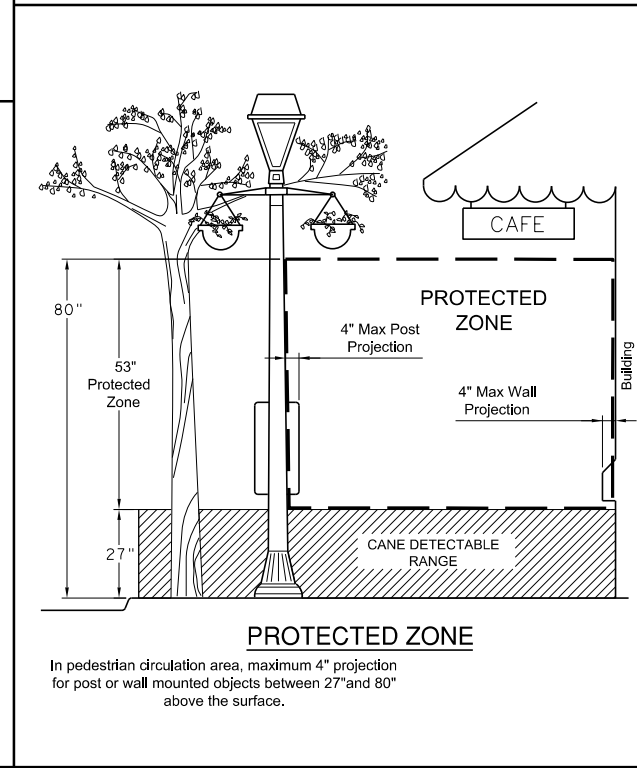 CAFE
PROTECTED
ZONE
80"
4" Max Post
Projection
53"
Protected
Zone
Building
4" Max Wall
Projection
27"
CANE DETECTABLE
RANGE
PROTECTED ZONE
In pedestrian circulation area, maximum 4" projection
for post or wall mounted objects between 27"and 80"
above the surface.